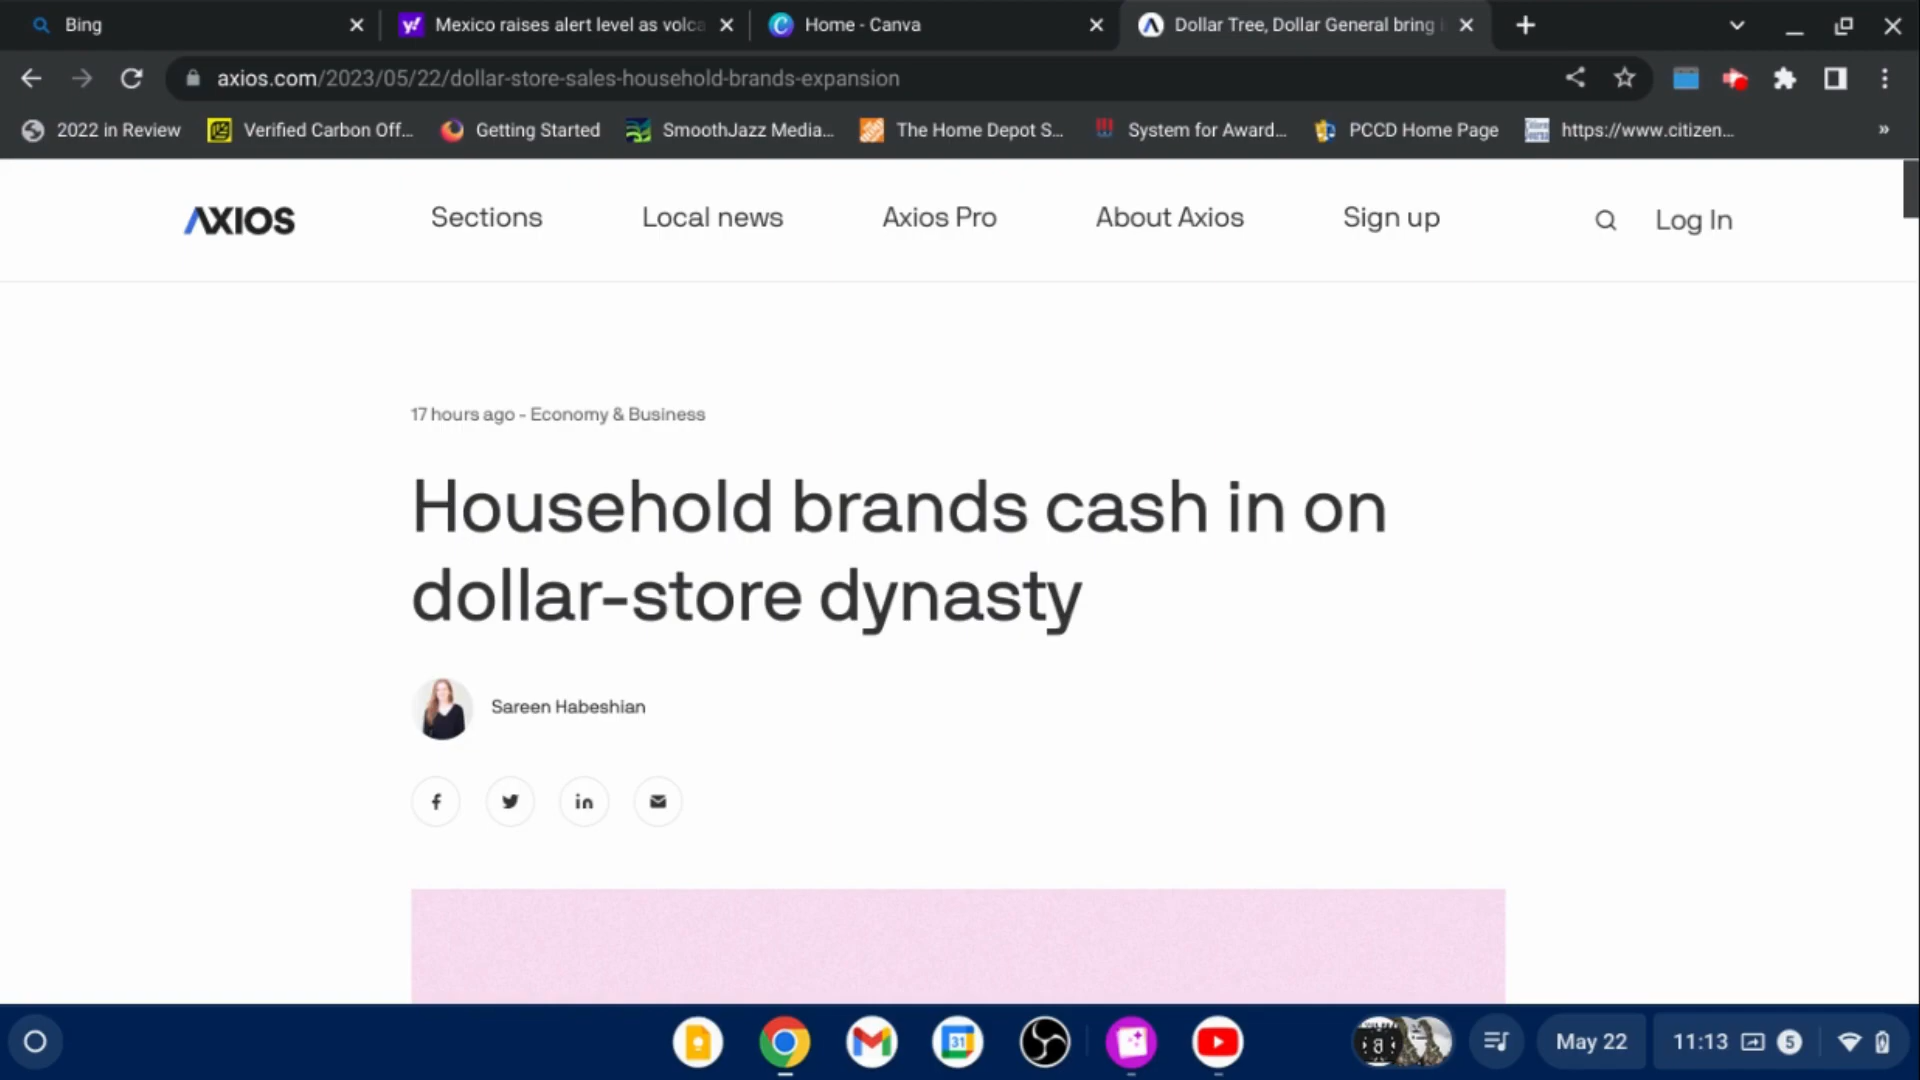 Bing
Mexico raises alert level as volca
Home - Canva
Dollar Tree, Dollar General bring
axios.com/2023/05/22/dollar-store-sales-household-brands-expansion
2022 in Review
Verified Carbon Off...
Getting Started
SmoothJazz Media...
The Home Depot S...
System for Award...
PCCD Home Page
https://www.citizen...
AXIOS
Sections
Local news
Axios Pro
About Axios
Sign up
Log In
17 hours ago - Economy & Business
Household brands cash in on
dollar-store dynasty
Sareen Habeshian
31
May 22
11:13
5